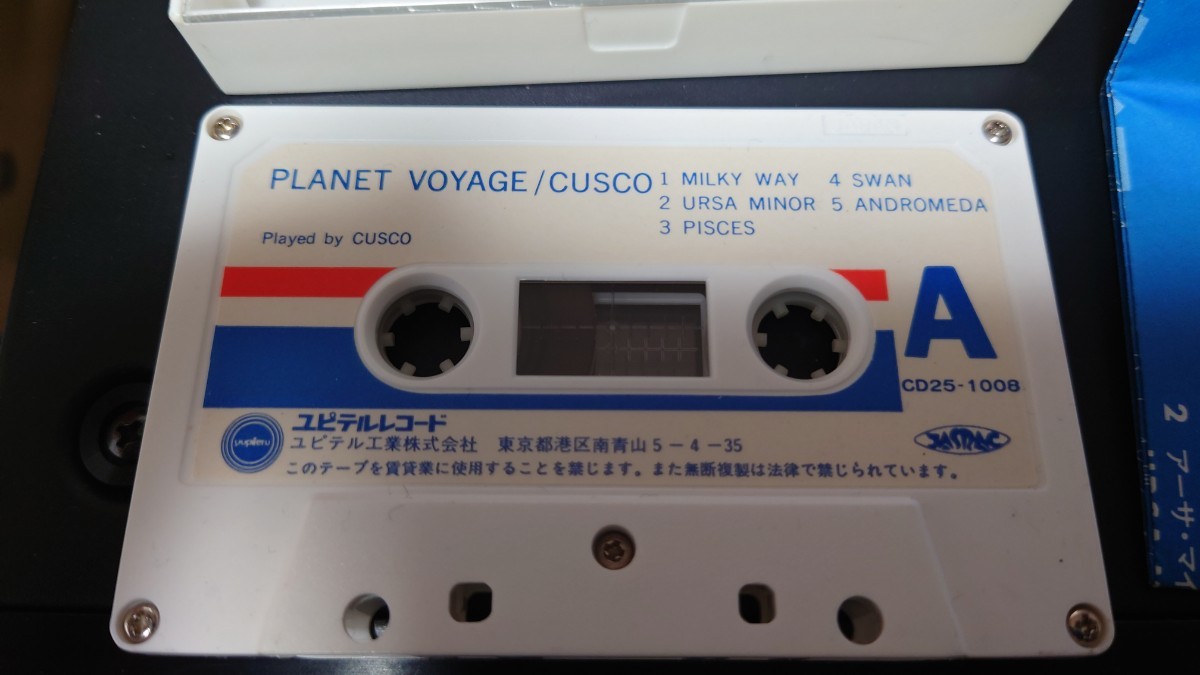 PLANET VOYAGE/CUSCO
1 MILKY WAY 4 SWAN
2 URSA MINOR 5 ANDROMEDA
3 PISCES
Played by CUSCO
A
CD25-1008
yupiteru
ユピテルレコード
ユピテル工業株式会社 東京都港区南青山5-4-35
JASRAC
このテープを賃貸業に使用することを禁じます。また無断複製は法律で禁じられています。
2 アーサ・マイ